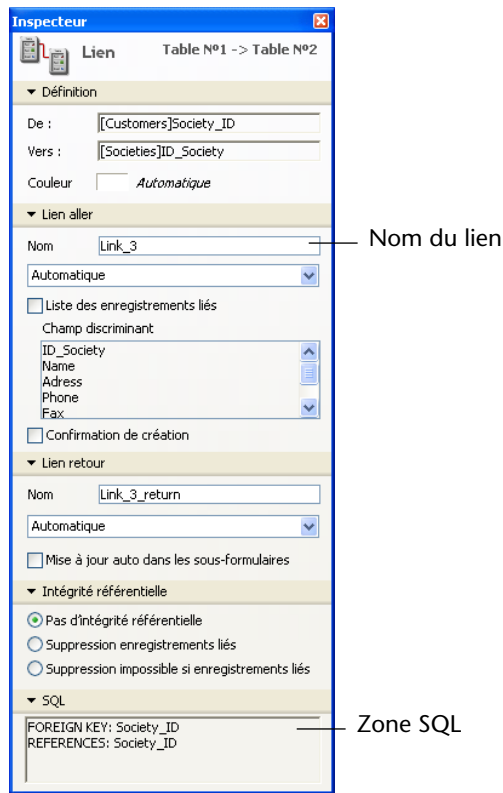 Inspecteur
Lien Table Nº1 -> Table Nº2
Définition
De : [Customers]Society_ID
Vers : [Societies]ID_Society
Couleur Automatique
Lien aller
Nom Link_3
Nom du lien
Automatique
Liste des enregistrements liés
Champ discriminant
ID_Society
Name
Adress
Phone
Fax
Confirmation de création
Lien retour
Nom Link_3_return
Automatique
Mise à jour auto dans les sous-formulaires
Intégrité référentielle
Pas d'intégrité référentielle
Suppression enregistrements liés
Suppression impossible si enregistrements liés
SQL
FOREIGN KEY: Society_ID
Zone SQL
REFERENCES: Society_ID